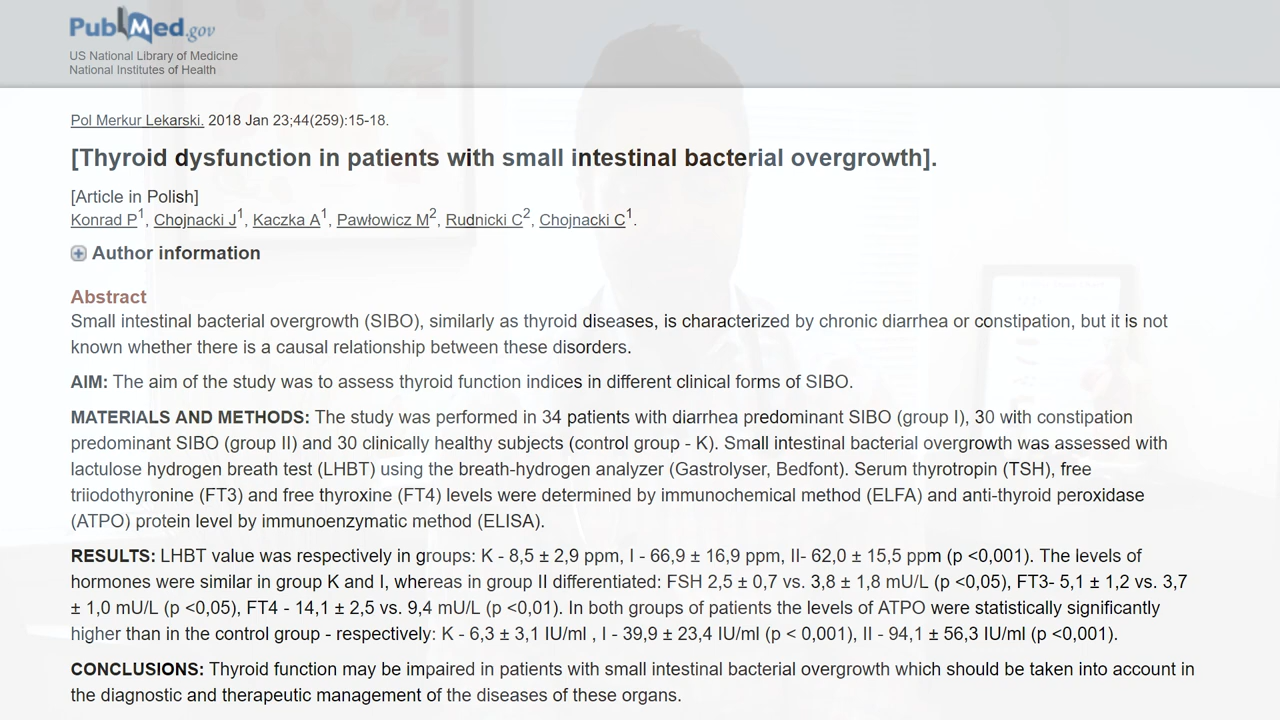 PubMed.gov
US National Library of Medicine
National Institutes of Health
Pol Merkur Lekarski. 2018 Jan 23;44(259):15-18.
[Thyroid dysfunction in patients with small intestinal bacterial overgrowth].
[Article in Polish]
Konrad P1, Chojnacki J1, Kaczka A1, Pawłowicz M2, Rudnicki C2, Chojnacki C1.
Author information
Abstract
Small intestinal bacterial overgrowth (SIBO), similarly as thyroid diseases, is characterized by chronic diarrhea or constipation, but it is not
known whether there is a causal relationship between these disorders.
AIM: The aim of the study was to assess thyroid function indices in different clinical forms of SIBO.
MATERIALS AND METHODS: The study was performed in 34 patients with diarrhea predominant SIBO (group I), 30 with constipation
predominant SIBO (group II) and 30 clinically healthy subjects (control group - K). Small intestinal bacterial overgrowth was assessed with
lactulose hydrogen breath test (LHBT) using the breath-hydrogen analyzer (Gastrolyser, Bedfont). Serum thyrotropin (TSH), free
triiodothyronine (FT3) and free thyroxine (FT4) levels were determined by immunochemical method (ELFA) and anti-thyroid peroxidase
(ATPO) protein level by immunoenzymatic method (ELISA).
RESULTS: LHBT value was respectively in groups: K - 8,5 ± 2,9 ppm, I - 66,9 ± 16,9 ppm, II- 62,0 ± 15,5 ppm (p <0,001). The levels of
hormones were similar in group K and I, whereas in group II differentiated: FSH 2,5 ± 0,7 vs. 3,8 ± 1,8 mU/L (p <0,05), FT3- 5,1 ± 1,2 vs. 3,7
± 1,0 mU/L (p <0,05), FT4 - 14,1 ± 2,5 vs. 9,4 mU/L (p <0,01). In both groups of patients the levels of ATPO were statistically significantly
higher than in the control group - respectively: K - 6,3 ± 3,1 IU/ml , I - 39,9 ± 23,4 IU/ml (p < 0,001), II - 94,1 ± 56,3 IU/ml (p <0,001).
CONCLUSIONS: Thyroid function may be impaired in patients with small intestinal bacterial overgrowth which should be taken into account in
the diagnostic and therapeutic management of the diseases of these organs.